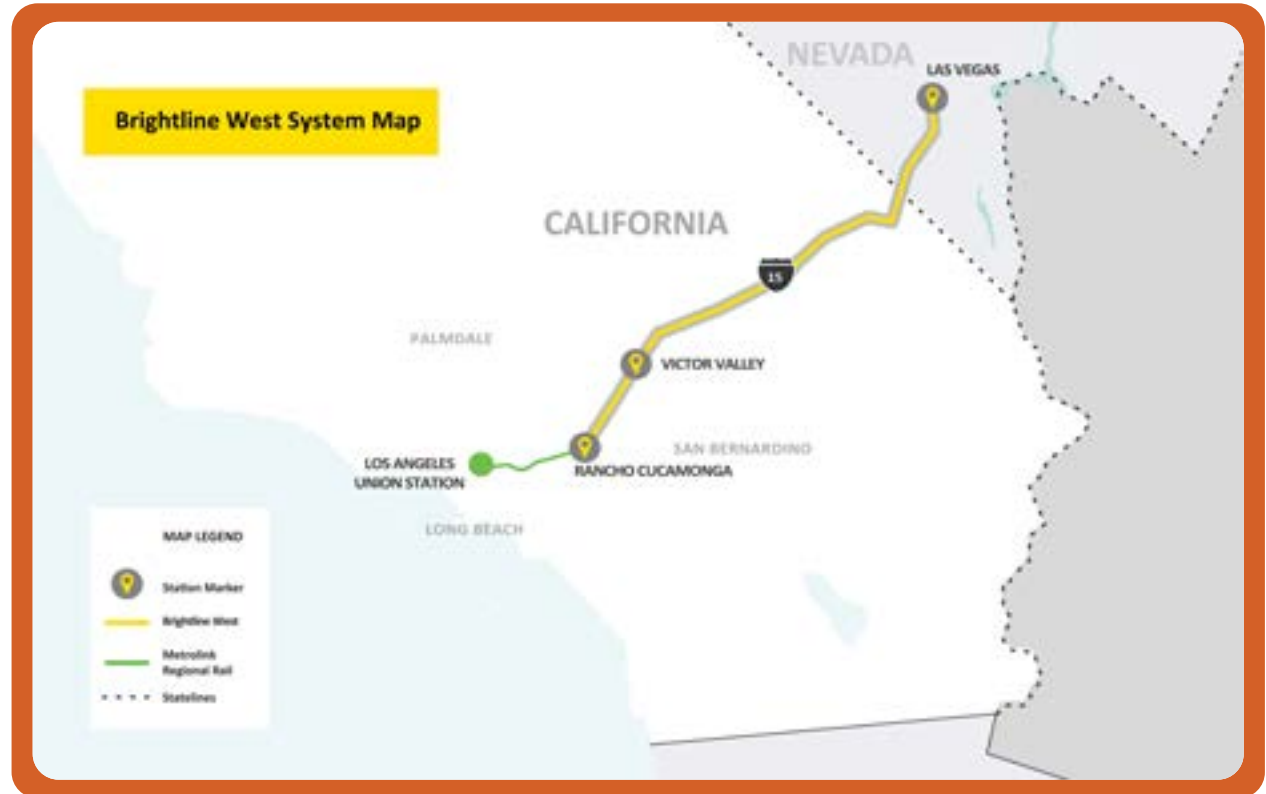 NEVADA
LAS VEGAS
Brightline West System Map
CALIFORNIA
15
PALMDALE
VICTOR VALLEY
SAN BERNARDINO
LOS ANGELES
UNION STATION
RANCHO CUCAMONGA
LONG BEACH
MAP LEGEND
Station Marker
Brightline West
Metrolink
Regional Rail
Statelines